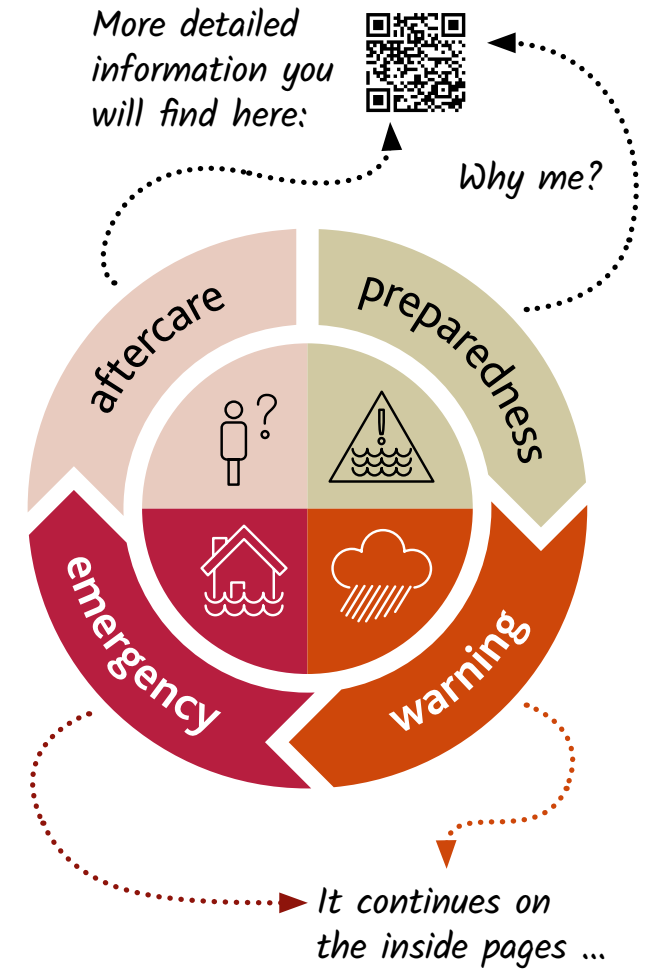 More detailed
information you
will find here:
Why me?
aftercare
preparedness
!
?
emergency
warning
It continues on
the inside pages ...